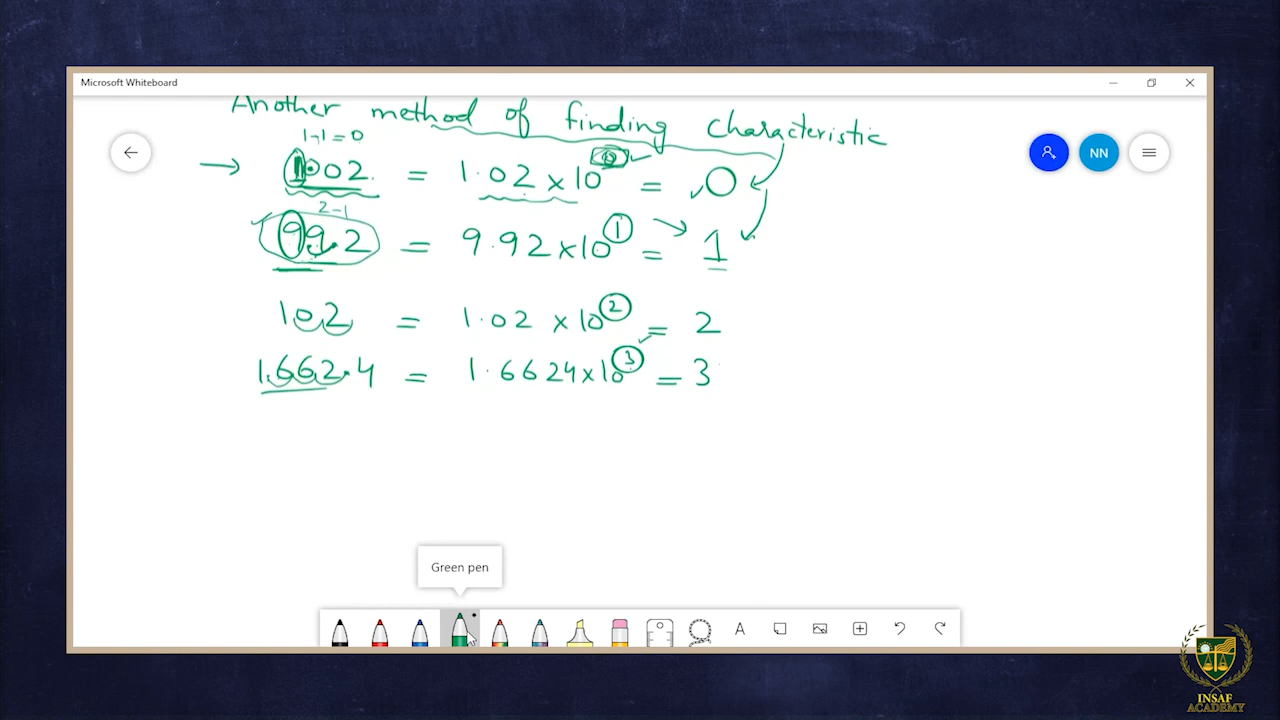 Microsoft Whiteboard
Another method of finding characteristic
1-1=0
→ 1.02 = 1.02 x 10^0 = 0
2-1
99.2 = 9.92 x 10^1 = 1
NN
102 = 1.02 x 10^2 = 2
1662.4 = 1.6624 x 10^3 = 3
Green pen
A
INSAF
ACADEMY